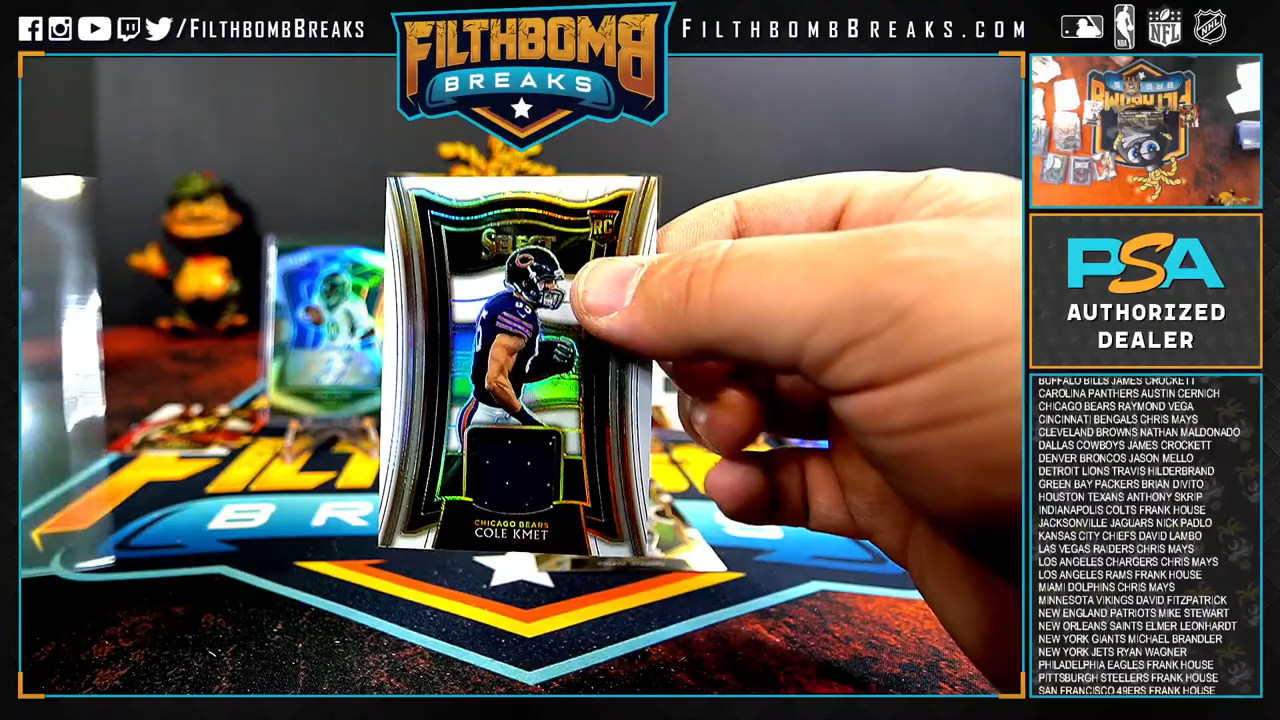 /FILTHBOMBBREAKS
FILTHBOMB
BREAKS
FILTHBOMBBREAKS.COM
NBA
NFL
NHL
RC
SELECT
CHICAGO BEARS
COLE KMET
FILT
BR
PSA
AUTHORIZED
DEALER
BUFFALO BILLS JAMES CROCKETT
CAROLINA PANTHERS AUSTIN CERNICH
CHICAGO BEARS RAYMOND VEGA
CINCINNATI BENGALS CHRIS MAYS
CLEVELAND BROWNS NATHAN MALDONADO
DALLAS COWBOYS JAMES CROCKETT
DENVER BRONCOS JASON MELLO
DETROIT LIONS TRAVIS HILDERBRAND
GREEN BAY PACKERS BRIAN DIVITO
HOUSTON TEXANS ANTHONY SKRIP
INDIANAPOLIS COLTS FRANK HOUSE
JACKSONVILLE JAGUARS NICK PADLO
KANSAS CITY CHIEFS DAVID LAMBO
LAS VEGAS RAIDERS CHRIS MAYS
LOS ANGELES CHARGERS CHRIS MAYS
LOS ANGELES RAMS FRANK HOUSE
MIAMI DOLPHINS CHRIS MAYS
MINNESOTA VIKINGS DAVID FITZPATRICK
NEW ENGLAND PATRIOTS MIKE STEWART
NEW ORLEANS SAINTS ELMER LEONHARDT
NEW YORK GIANTS MICHAEL BRANDLER
NEW YORK JETS RYAN WAGNER
PHILADELPHIA EAGLES FRANK HOUSE
PITTSBURGH STEELERS FRANK HOUSE
SAN FRANCISCO 49ERS FRANK HOUSE